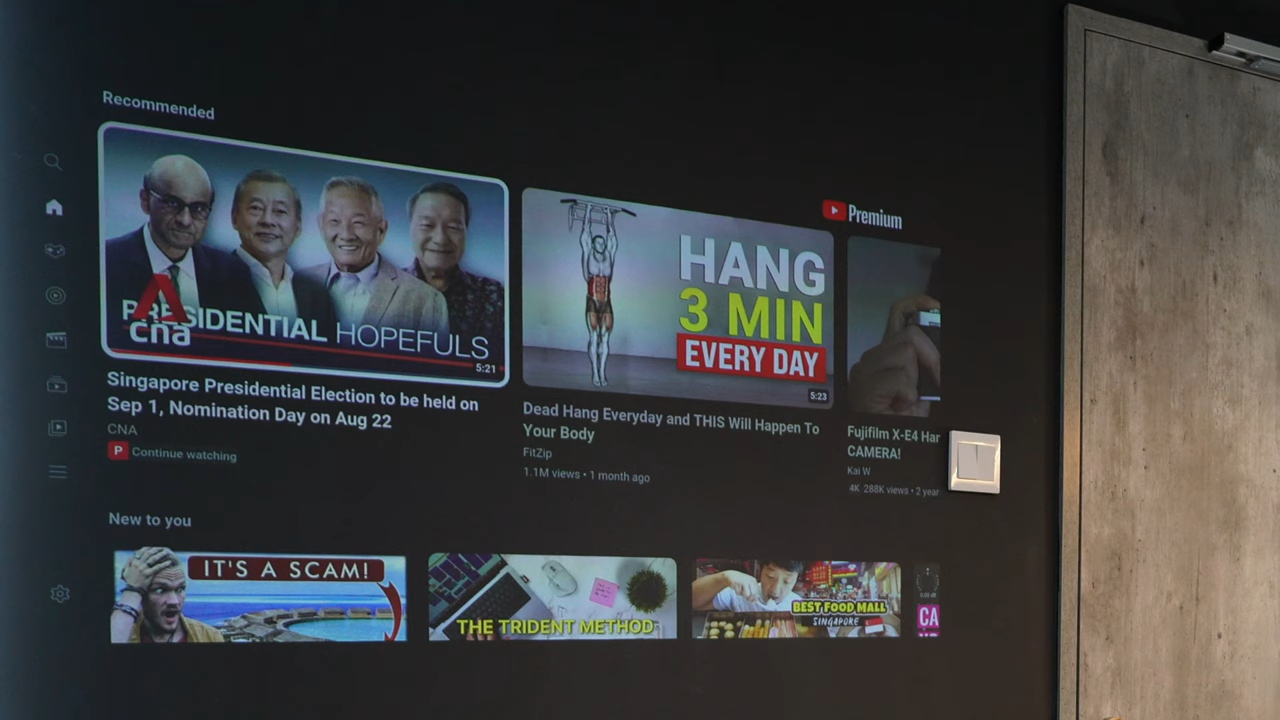 Recommended
PRESIDENTIAL HOPEFULS
cna
5:21
HANG
3 MIN
EVERY DAY
5:23
Premium
Singapore Presidential Election to be held on
Sep 1, Nomination Day on Aug 22
CNA
P Continue watching
Dead Hang Everyday and THIS Will Happen To
Your Body
FitZip
1.1M views • 1 month ago
Fujifilm X-E4 Har
CAMERA!
Kai W
4K 288K views • 2 year
New to you
IT'S A SCAM!
THE TRIDENT METHOD
BEST FOOD MALL
SINGAPORE
CA